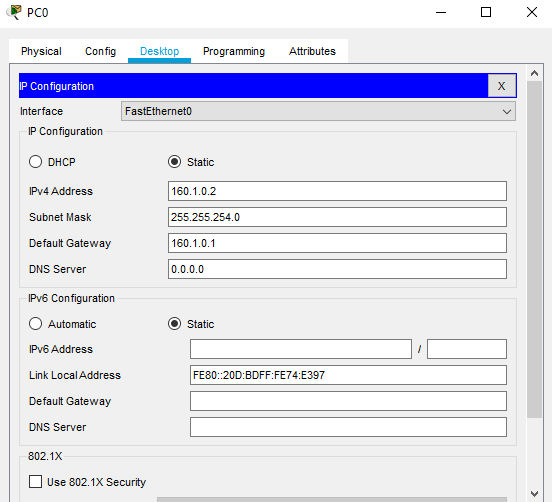 PC0
Physical Config Desktop Programming Attributes
IP Configuration X
Interface FastEthernet0
IP Configuration
DHCP Static
IPv4 Address 160.1.0.2
Subnet Mask 255.255.254.0
Default Gateway 160.1.0.1
DNS Server 0.0.0.0
IPv6 Configuration
Automatic Static
IPv6 Address /
Link Local Address FE80::20D:BDFF:FE74:E397
Default Gateway
DNS Server
802.1X
Use 802.1X Security